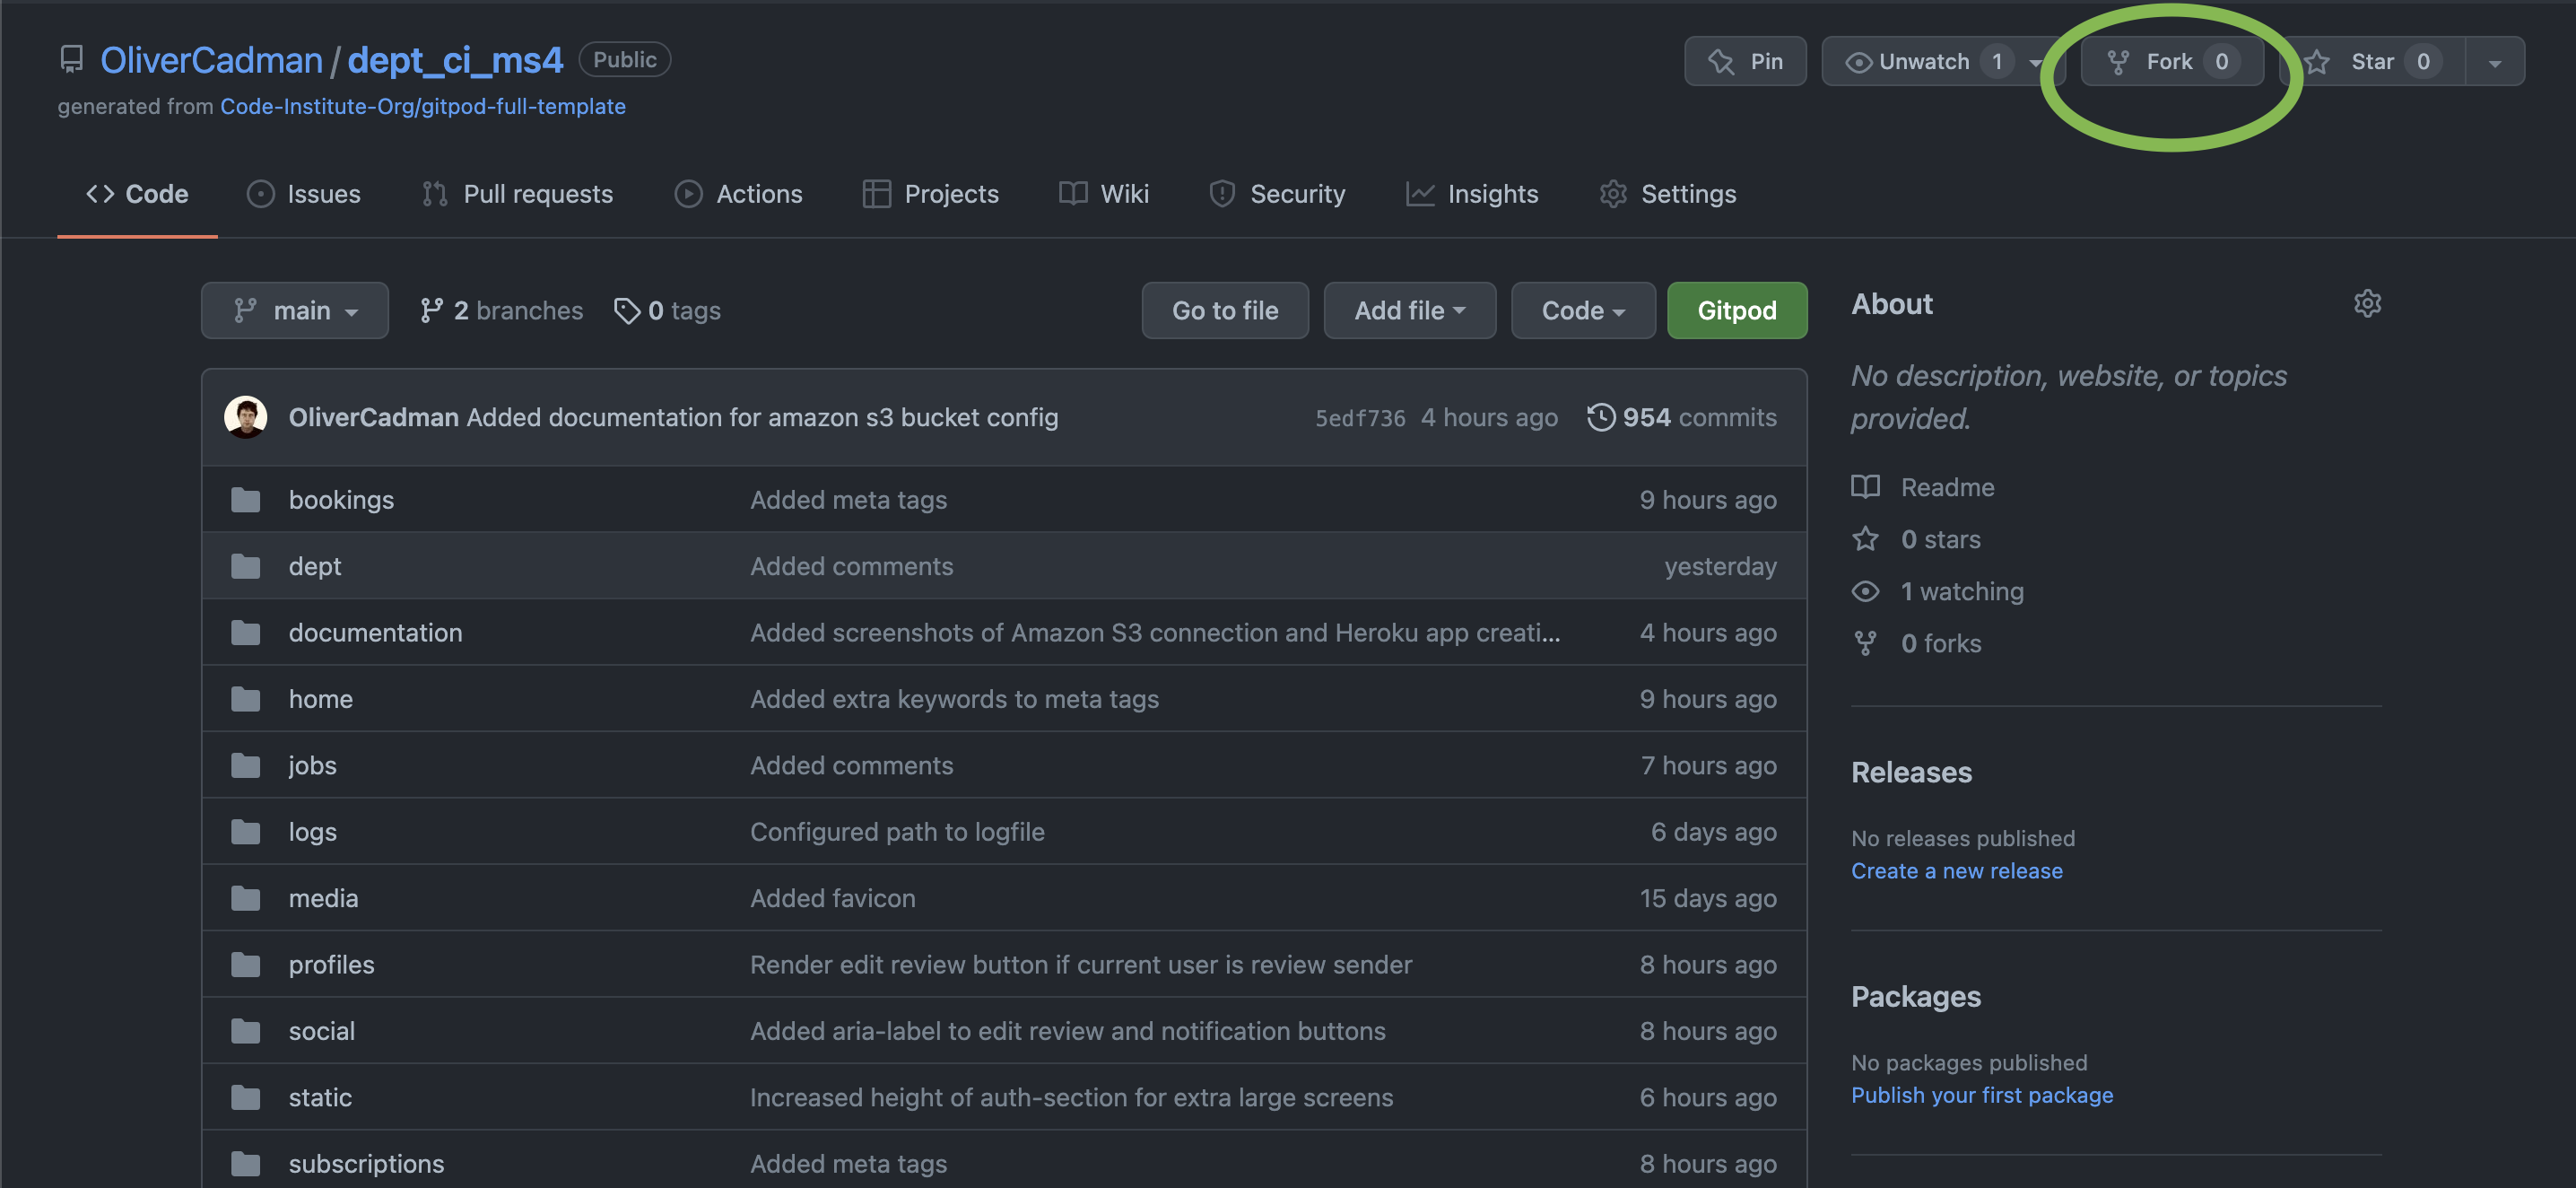 OliverCadman / dept_ci_ms4 Public
Pin Unwatch 1 Fork 0 Star 0
generated from Code-Institute-Org/gitpod-full-template
Code Issues Pull requests Actions Projects Wiki Security Insights Settings
main 2 branches 0 tags Go to file Add file Code Gitpod
OliverCadman Added documentation for amazon s3 bucket config 5edf736 4 hours ago 954 commits
bookings Added meta tags 9 hours ago
dept Added comments yesterday
documentation Added screenshots of Amazon S3 connection and Heroku app creati... 4 hours ago
home Added extra keywords to meta tags 9 hours ago
jobs Added comments 7 hours ago
logs Configured path to logfile 6 days ago
media Added favicon 15 days ago
profiles Render edit review button if current user is review sender 8 hours ago
social Added aria-label to edit review and notification buttons 8 hours ago
static Increased height of auth-section for extra large screens 6 hours ago
subscriptions Added meta tags 8 hours ago
About
No description, website, or topics
provided.
Readme
0 stars
1 watching
0 forks
Releases
No releases published
Create a new release
Packages
No packages published
Publish your first package